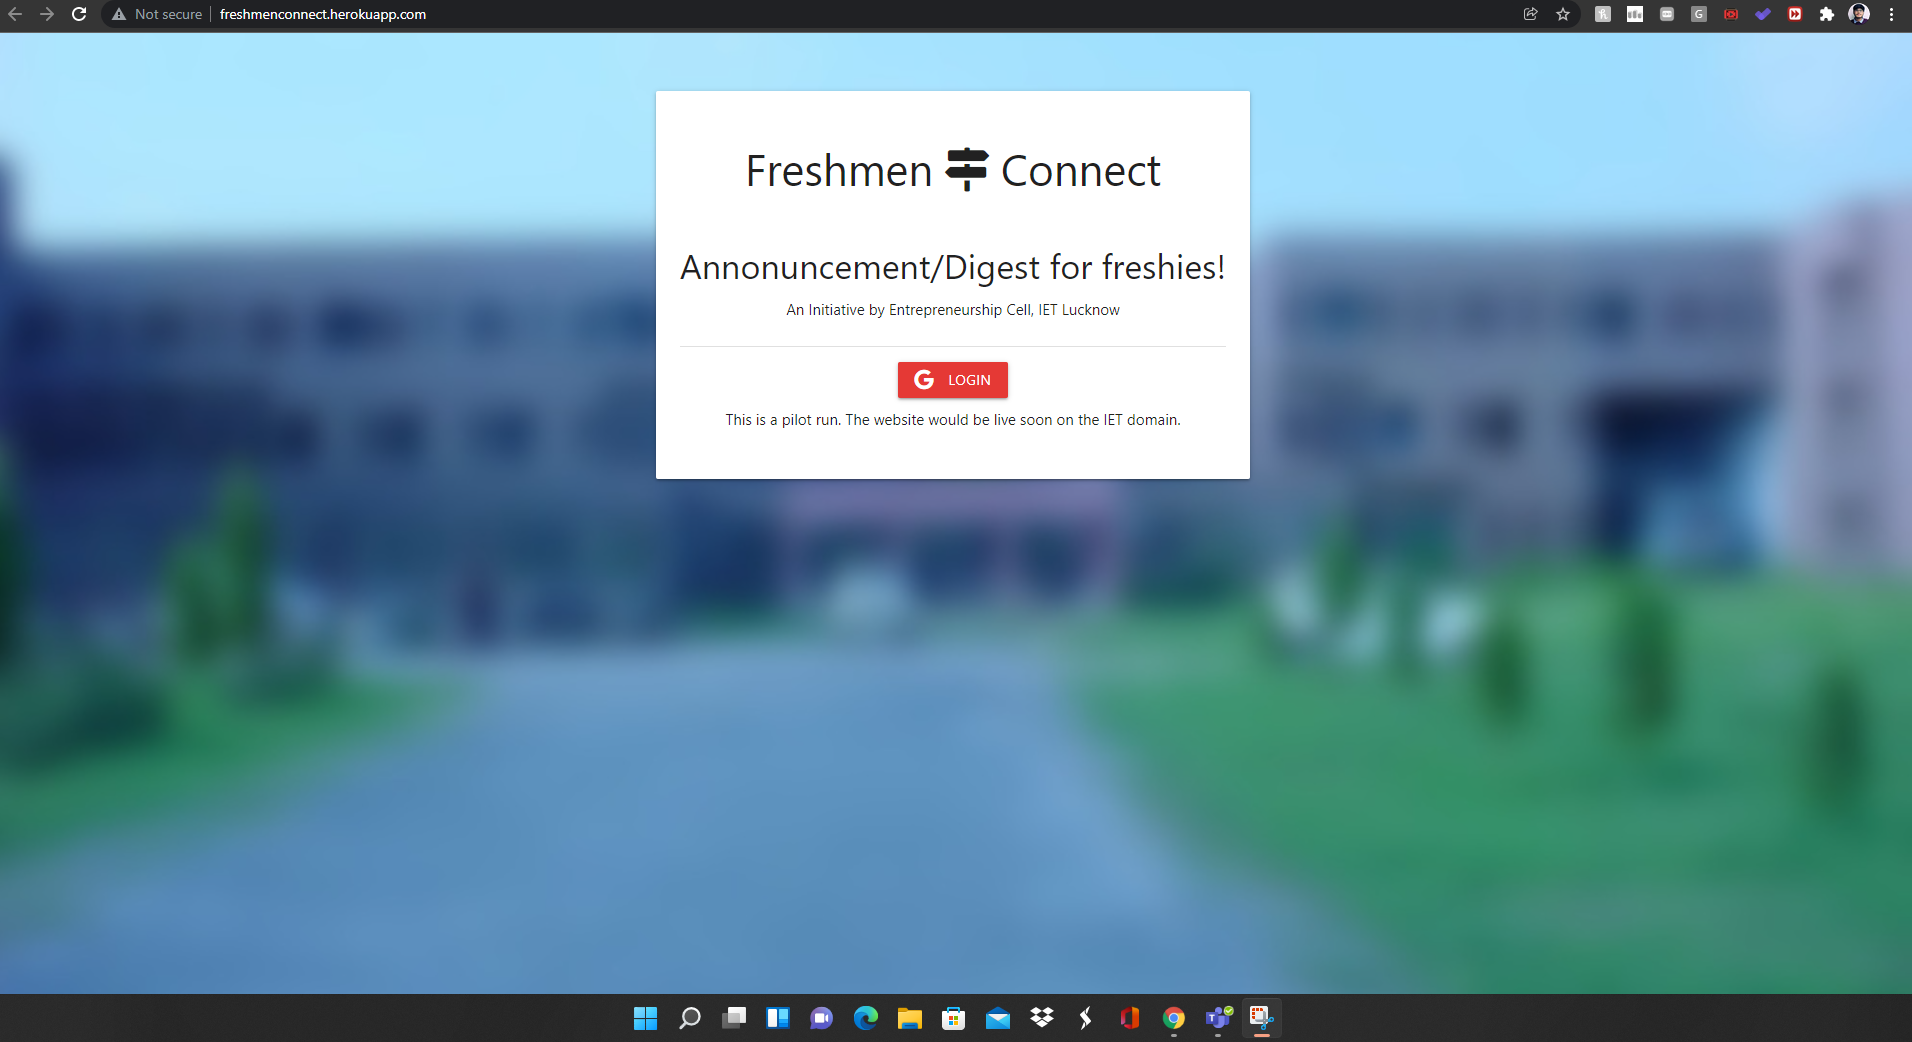 Not secure | freshmenconnect.herokuapp.com
Freshmen Connect
Annonuncement/Digest for freshies!
An Initiative by Entrepreneurship Cell, IET Lucknow
G LOGIN
This is a pilot run. The website would be live soon on the IET domain.